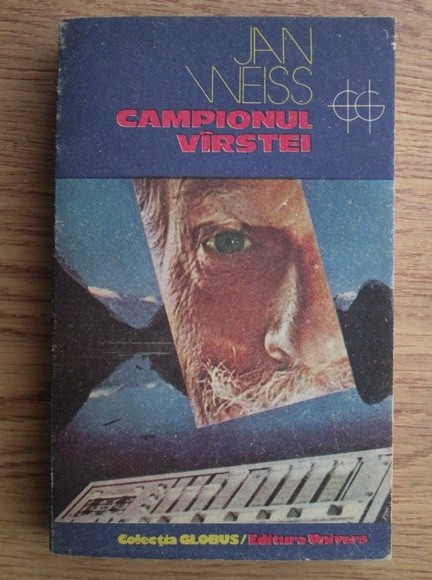 JAN
WEISS
CAMPIONUL
VÎRSTEI
Colecția GLOBUS/Editura Univers